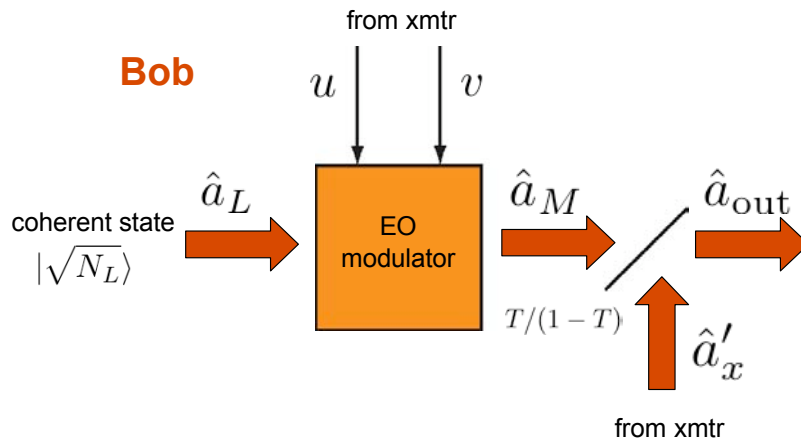 from xmtr
Bob
u v
â_L
EO
modulator
â_M
â_out
coherent state
|√N_L⟩
T/(1 − T)
â′_x
from xmtr